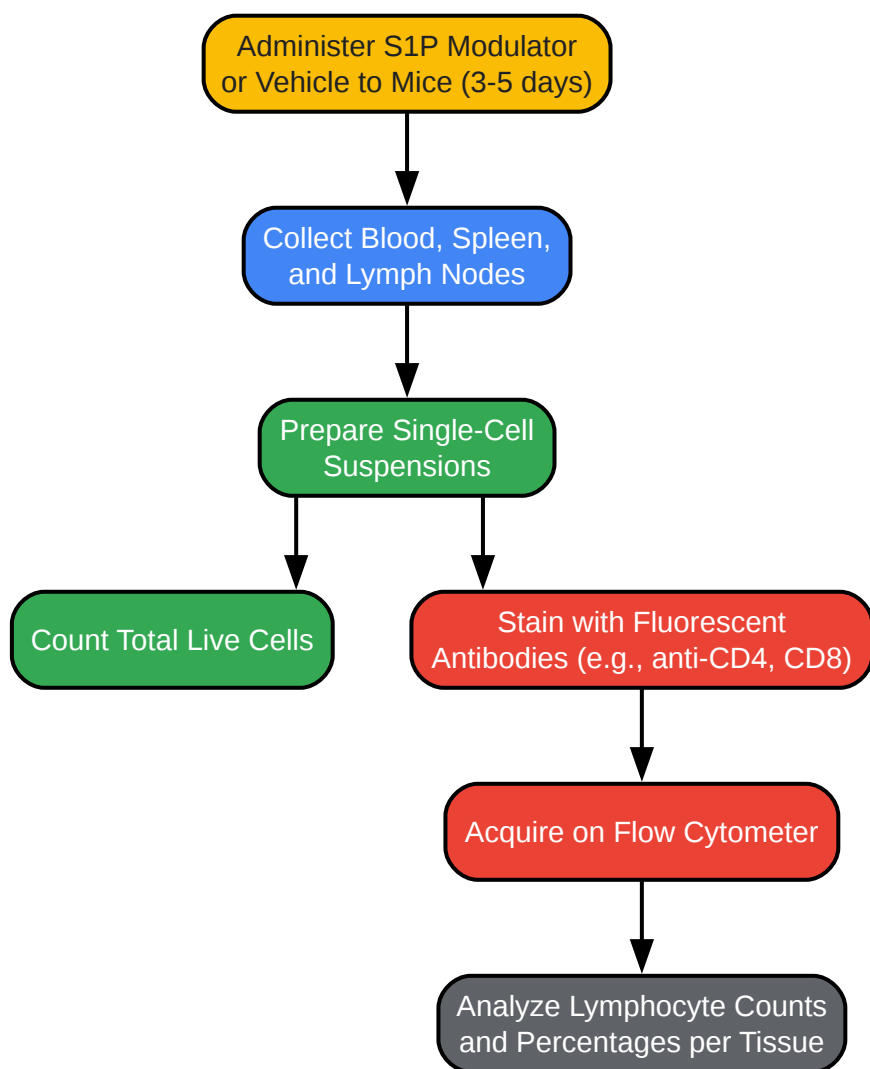 Administer S1P Modulator
or Vehicle to Mice (3-5 days)
Collect Blood, Spleen,
and Lymph Nodes
Prepare Single-Cell
Suspensions
Count Total Live Cells
Stain with Fluorescent
Antibodies (e.g., anti-CD4, CD8)
Acquire on Flow Cytometer
Analyze Lymphocyte Counts
and Percentages per Tissue